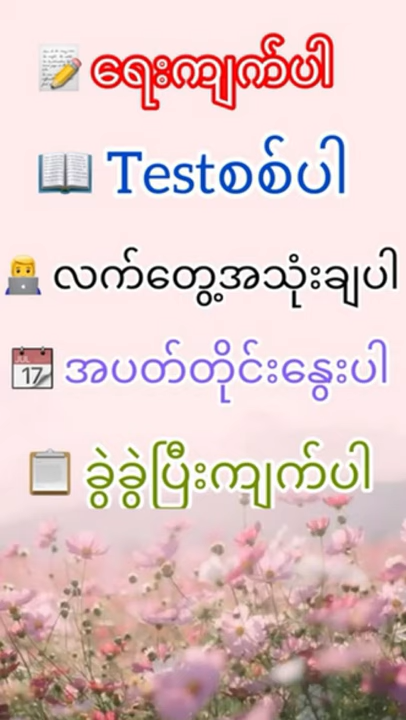 ရေးကျက်ပါ
Testစစ်ပါ
လက်တွေ့အသုံးချပါ
အပတ်တိုင်းနွှေးပါ
ခွဲခွဲပြီးကျက်ပါ